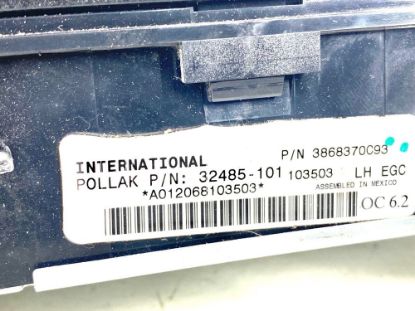 INTERNATIONAL P/N 3868370C93
POLLAK P/N: 32485-101 103503 LH EGC
*A012068103503* ASSEMBLED IN MEXICO
OC 6.2